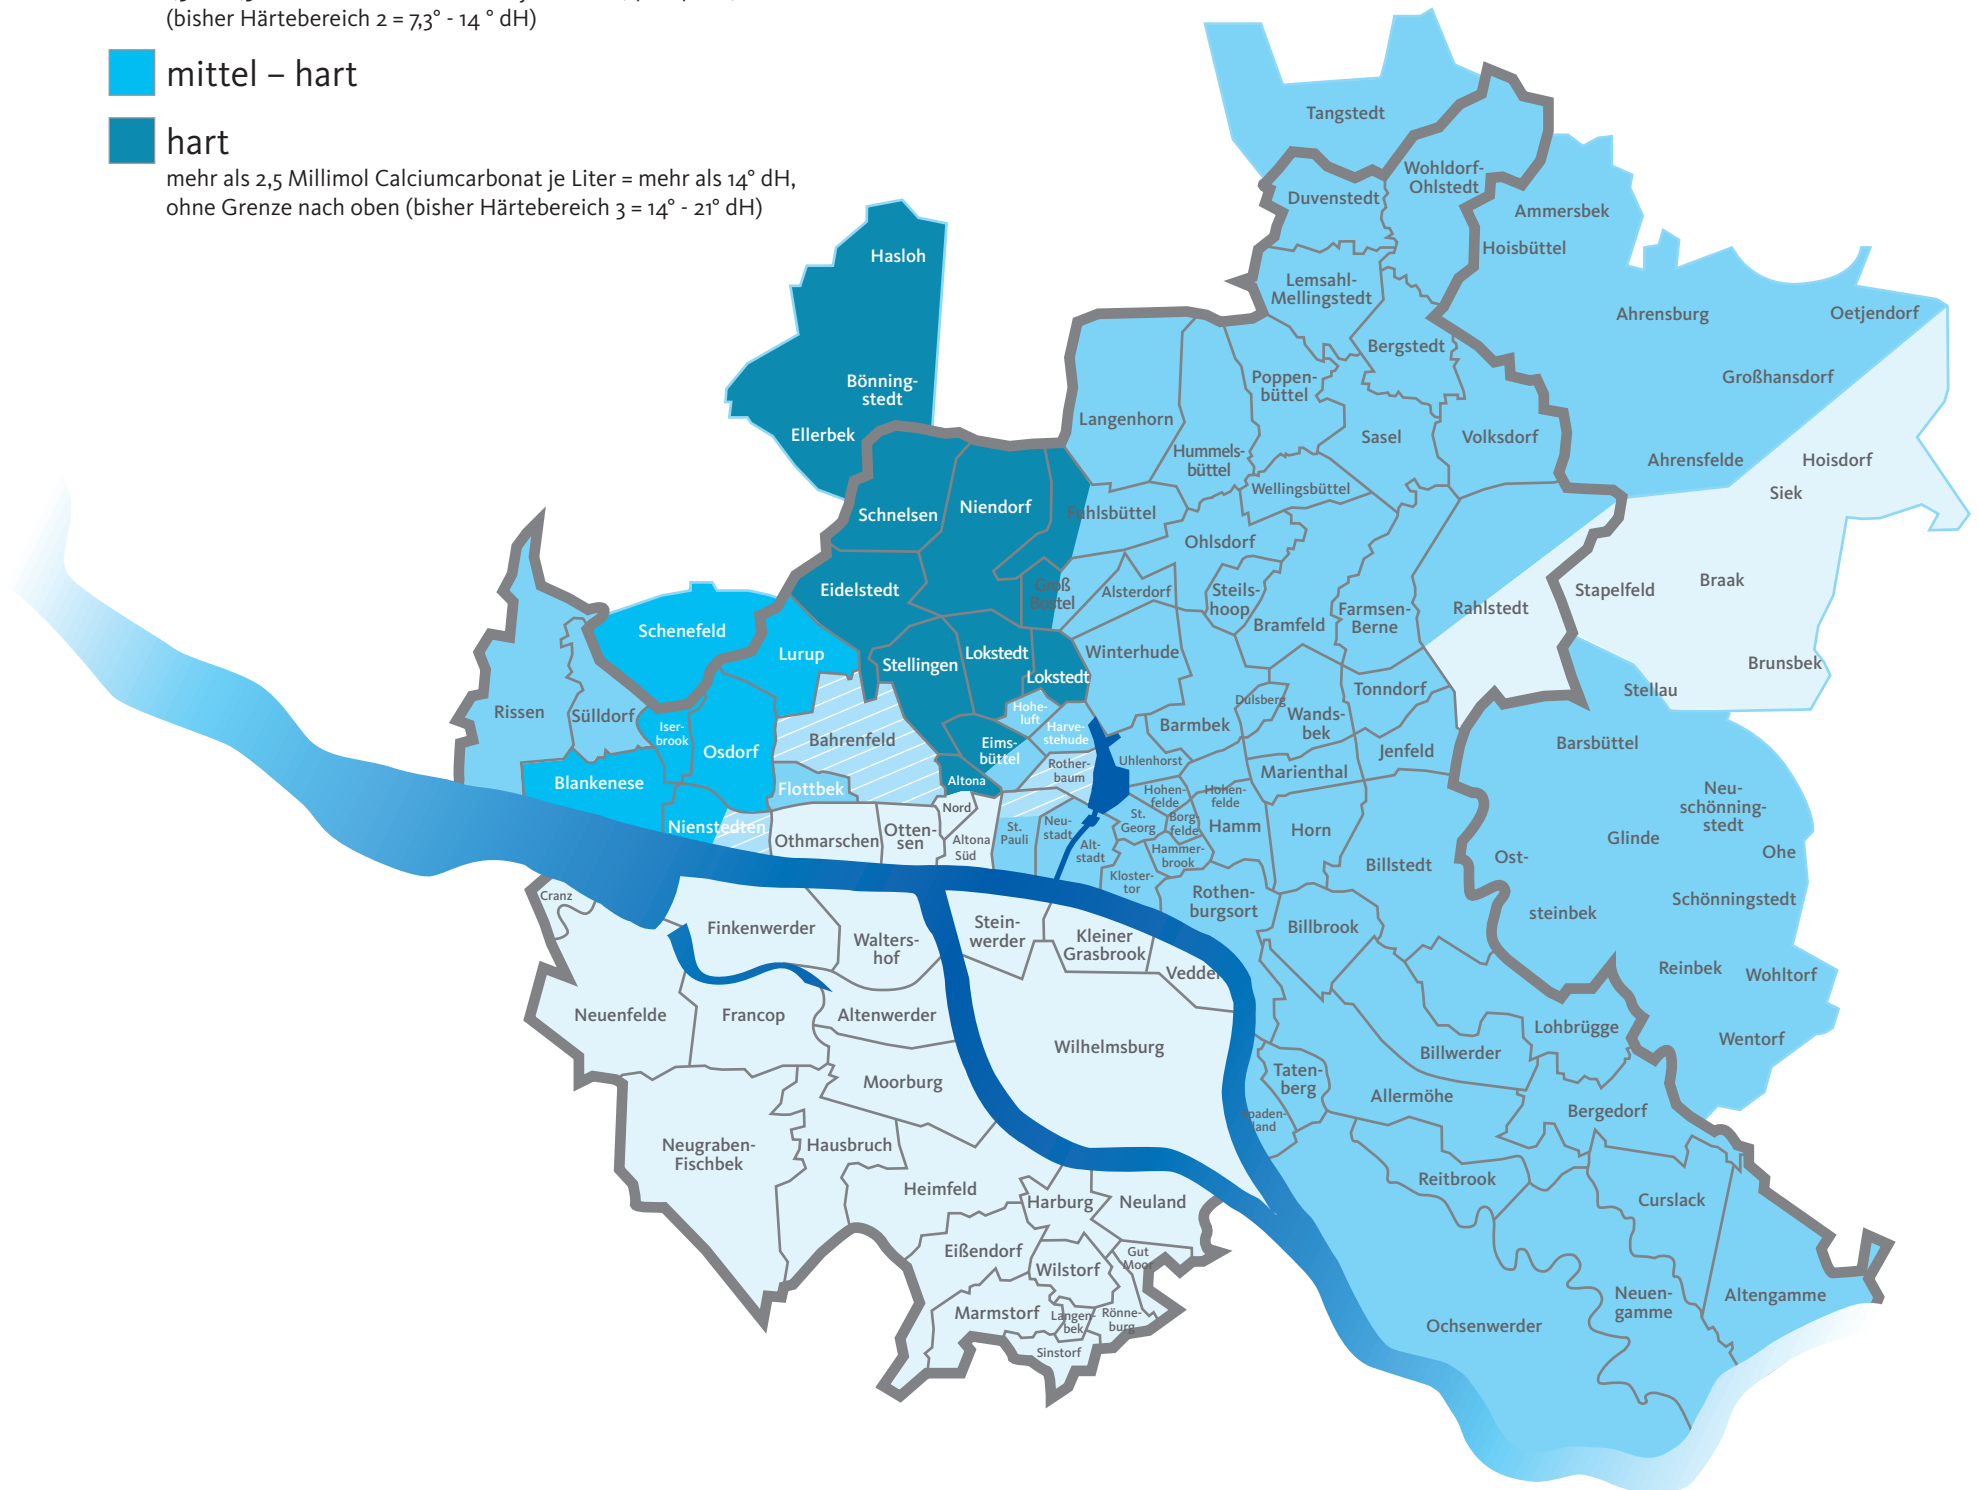 (bisher Härtebereich 2 = 7,3° - 14 ° dH)
mittel – hart
hart
mehr als 2,5 Millimol Calciumcarbonat je Liter = mehr als 14° dH,
ohne Grenze nach oben (bisher Härtebereich 3 = 14° - 21° dH)
Tangstedt
Wohldorf-
Ohlstedt
Duvenstedt
Ammersbek
Hoisbüttel
Hasloh
Lemsahl-
Mellingstedt
Ahrensburg
Oetjendorf
Bergstedt
Großhansdorf
Bönning-
stedt
Poppen-
büttel
Langenhorn
Ellerbek
Sasel
Volksdorf
Hummels-
büttel
Ahrensfelde
Hoisdorf
Siek
Wellingsbüttel
Schnelsen
Niendorf
Fuhlsbüttel
Ohlsdorf
Eidelstedt
Groß
Bostel
Alsterdorf
Steils-
hoop
Farmsen-
Berne
Rahlstedt
Stapelfeld
Braak
Bramfeld
Schenefeld
Lurup
Stellingen
Lokstedt
Lokstedt
Winterhude
Brunsbek
Stellau
Tonndorf
Dulsberg
Rissen
Sülldorf
Iser-
brook
Osdorf
Bahrenfeld
Hohe-
luft
Harve-
stehude
Barmbek
Wands-
bek
Jenfeld
Barsbüttel
Eims-
büttel
Rother-
baum
Uhlenhorst
Marienthal
Blankenese
Flottbek
Altona
Nord
Hohen-
felde
Hohen-
felde
Neu-
schönning-
stedt
Nienstedten
Othmarschen
Otten-
sen
Altona
Süd
St.
Pauli
Neu-
stadt
St.
Georg
Borg-
felde
Hamm
Horn
Glinde
Ohe
Alt-
stadt
Hammer-
brook
Billstedt
Ost-
steinbek
Kloster-
tor
Rothen-
burgsort
Schönningstedt
Cranz
Finkenwerder
Walters-
hof
Stein-
werder
Kleiner
Grasbrook
Billbrook
Veddel
Reinbek
Wohltorf
Neuenfelde
Francop
Altenwerder
Wilhelmsburg
Lohbrügge
Wentorf
Billwerder
Moorburg
Taten-
berg
Allermöhe
Bergedorf
Neugraben-
Fischbek
Hausbruch
Heimfeld
Harburg
Neuland
Reitbrook
Curslack
Eißendorf
Wilstorf
Gut
Moor
Marmstorf
Langen-
bek
Rönne-
burg
Sinstorf
Ochsenwerder
Neuen-
gamme
Altengamme